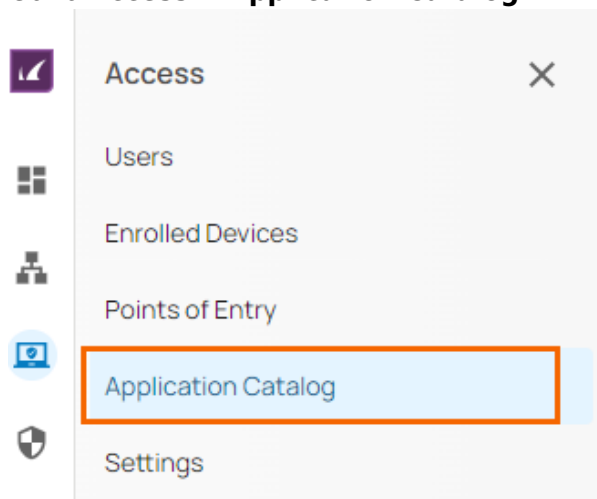 Access
Users
Enrolled Devices
Points of Entry
Application Catalog
Settings